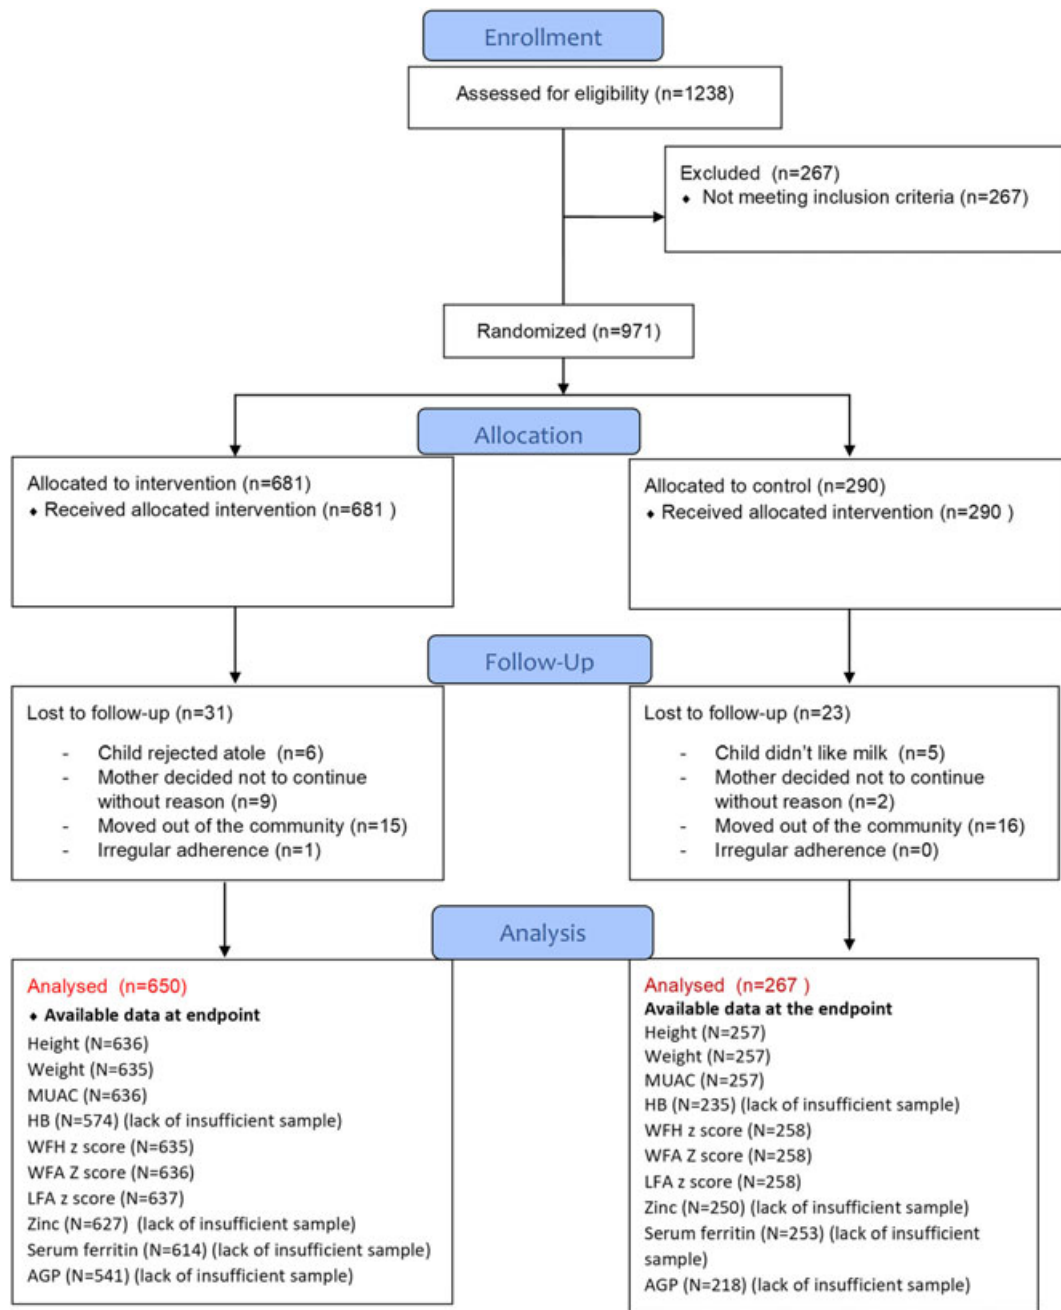 Enrollment
Assessed for eligibility (n=1238)
Excluded (n=267)
♦ Not meeting inclusion criteria (n=267)
Randomized (n=971)
Allocation
Allocated to intervention (n=681)
♦ Received allocated intervention (n=681 )
Allocated to control (n=290)
♦ Received allocated intervention (n=290 )
Follow-Up
Lost to follow-up (n=31)
- Child rejected atole (n=6)
- Mother decided not to continue
without reason (n=9)
- Moved out of the community (n=15)
- Irregular adherence (n=1)
Lost to follow-up (n=23)
- Child didn't like milk (n=5)
- Mother decided not to continue
without reason (n=2)
- Moved out of the community (n=16)
- Irregular adherence (n=0)
Analysis
Analysed (n=650)
♦ Available data at endpoint
Height (N=636)
Weight (N=635)
MUAC (N=636)
HB (N=574) (lack of insufficient sample)
WFH z score (N=635)
WFA Z score (N=636)
LFA z score (N=637)
Zinc (N=627) (lack of insufficient sample)
Serum ferritin (N=614) (lack of insufficient sample)
AGP (N=541) (lack of insufficient sample)
Analysed (n=267 )
Available data at the endpoint
Height (N=257)
Weight (N=257)
MUAC (N=257)
HB (N=235) (lack of insufficient sample)
WFH z score (N=258)
WFA Z score (N=258)
LFA z score (N=258)
Zinc (N=250) (lack of insufficient sample)
Serum ferritin (N=253) (lack of insufficient
sample)
AGP (N=218) (lack of insufficient sample)